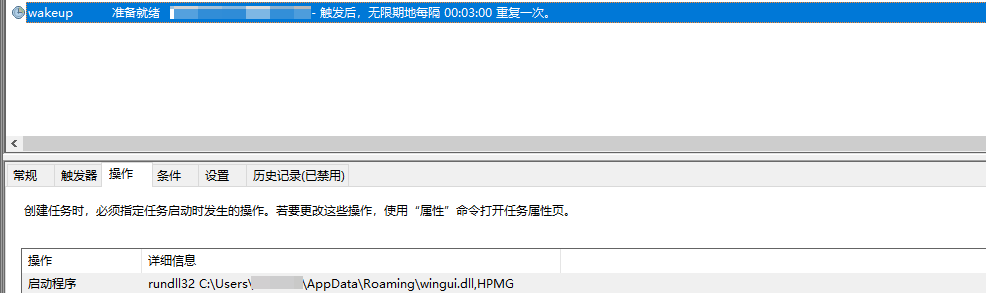 wakeup 准备就绪 - 触发后，无限期地每隔 00:03:00 重复一次。
常规 触发器 操作 条件 设置 历史记录(已禁用)
创建任务时，必须指定任务启动时发生的操作。若要更改这些操作，使用“属性”命令打开任务属性页。
操作 详细信息
启动程序 rundll32 C:\Users\ \AppData\Roaming\wingui.dll,HPMG